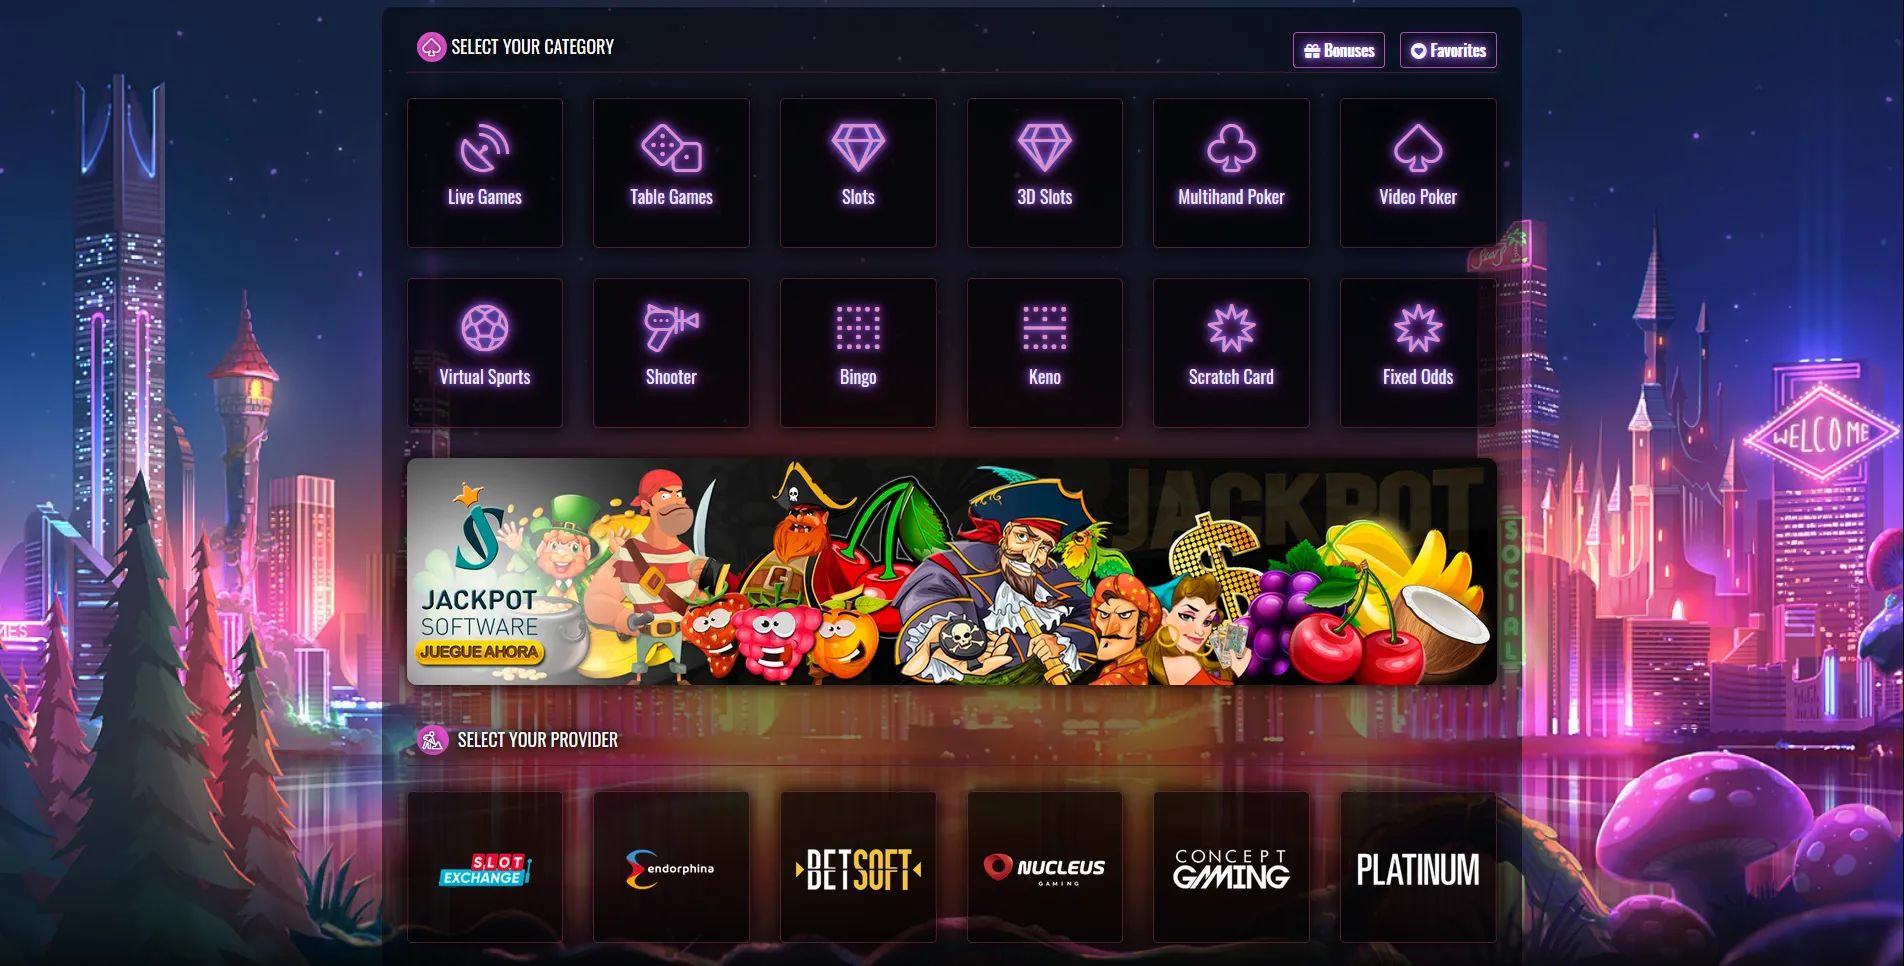 SELECT YOUR CATEGORY
Bonuses
Favorites
Live Games
Table Games
Slots
3D Slots
Multihand Poker
Video Poker
Virtual Sports
Shooter
Bingo
Keno
Scratch Card
Fixed Odds
WELCOME
JACKPOT
JACKPOT
SOFTWARE
JUEGUE AHORA
SOCIAL
SELECT YOUR PROVIDER
SLOT
EXCHANGE
endorphina
BETSOFT
NUCLEUS
GAMING
CONCEPT
GAMING
PLATINUM